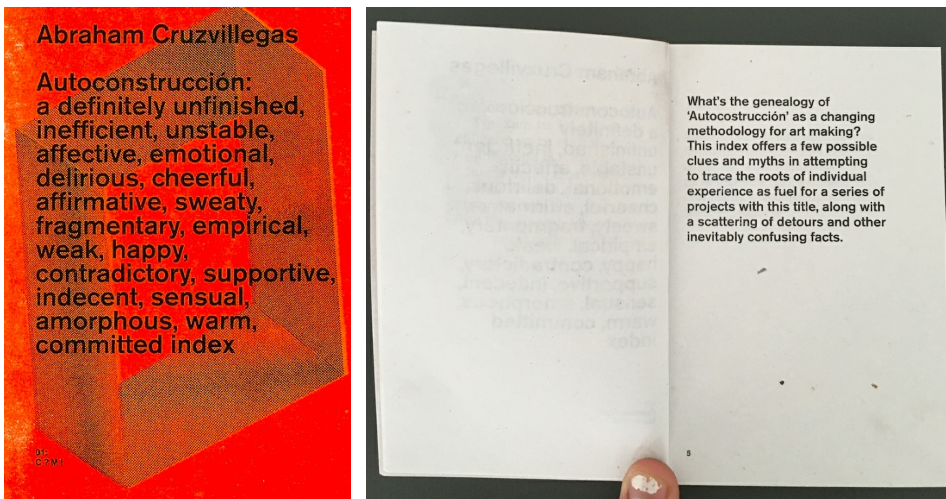 Abraham Cruzvillegas
Autoconstrucción:
a definitely unfinished,
inefficient, unstable,
affective, emotional,
delirious, cheerful,
affirmative, sweaty,
fragmentary, empirical,
weak, happy,
contradictory, supportive,
indecent, sensual,
amorphous, warm,
committed index
01:
What's the genealogy of
‘Autocostrucción’ as a changing
methodology for art making?
This index offers a few possible
clues and myths in attempting
to trace the roots of individual
experience as fuel for a series of
projects with this title, along with
a scattering of detours and other
inevitably confusing facts.
5